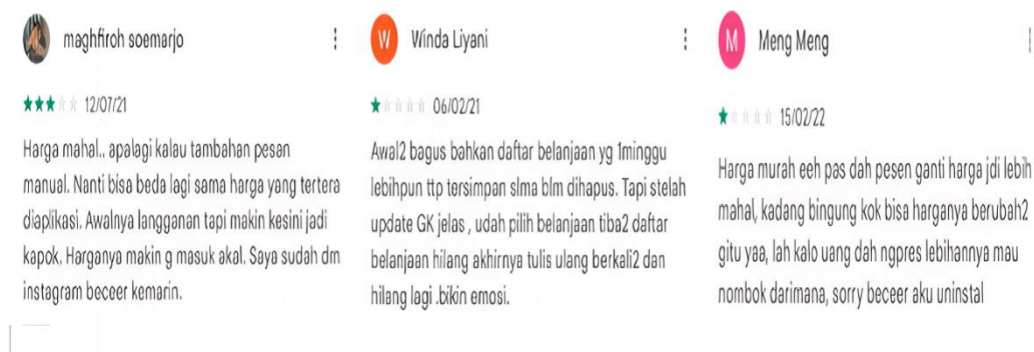 maghfiroh soemarjo
12/07/21
Harga mahal.. apalagi kalau tambahan pesan
manual. Nanti bisa beda lagi sama harga yang tertera
diaplikasi. Awalnya langganan tapi makin kesini jadi
kapok. Harganya makin g masuk akal. Saya sudah dm
instagram beceer kemarin.
W
Winda Liyani
06/02/21
Awal2 bagus bahkan daftar belanjaan yg 1minggu
lebihpun ttp tersimpan slma blm dihapus. Tapi stelah
update GK jelas , udah pilih belanjaan tiba2 daftar
belanjaan hilang akhirnya tulis ulang berkali2 dan
hilang lagi .bikin emosi.
M
Meng Meng
15/02/22
Harga murah eeh pas dah pesen ganti harga jdi lebih
mahal, kadang bingung kok bisa harganya berubah2
gitu yaa, lah kalo uang dah ngpres lebihannya mau
nombok darimana, sorry beceer aku uninstal